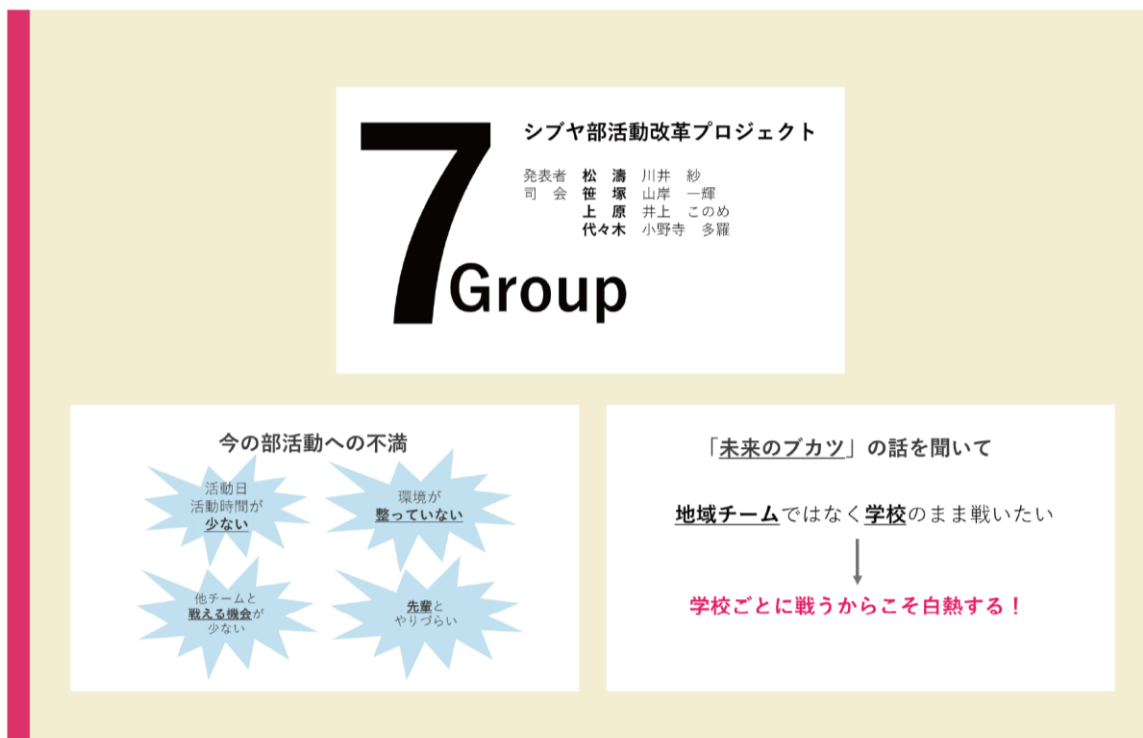 7
Group
シブヤ部活動改革プロジェクト
発表者 松 濤 川井 紗
司 会 笹 塚 山岸 一輝
上 原 井上 このめ
代々木 小野寺 多羅
今の部活動への不満
活動日
活動時間が
少ない
環境が
整っていない
他チームと
戦える機会が
少ない
先輩と
やりづらい
「未来のブカツ」の話を聞いて
地域チームではなく学校のまま戦いたい
学校ごとに戦うからこそ白熱する！